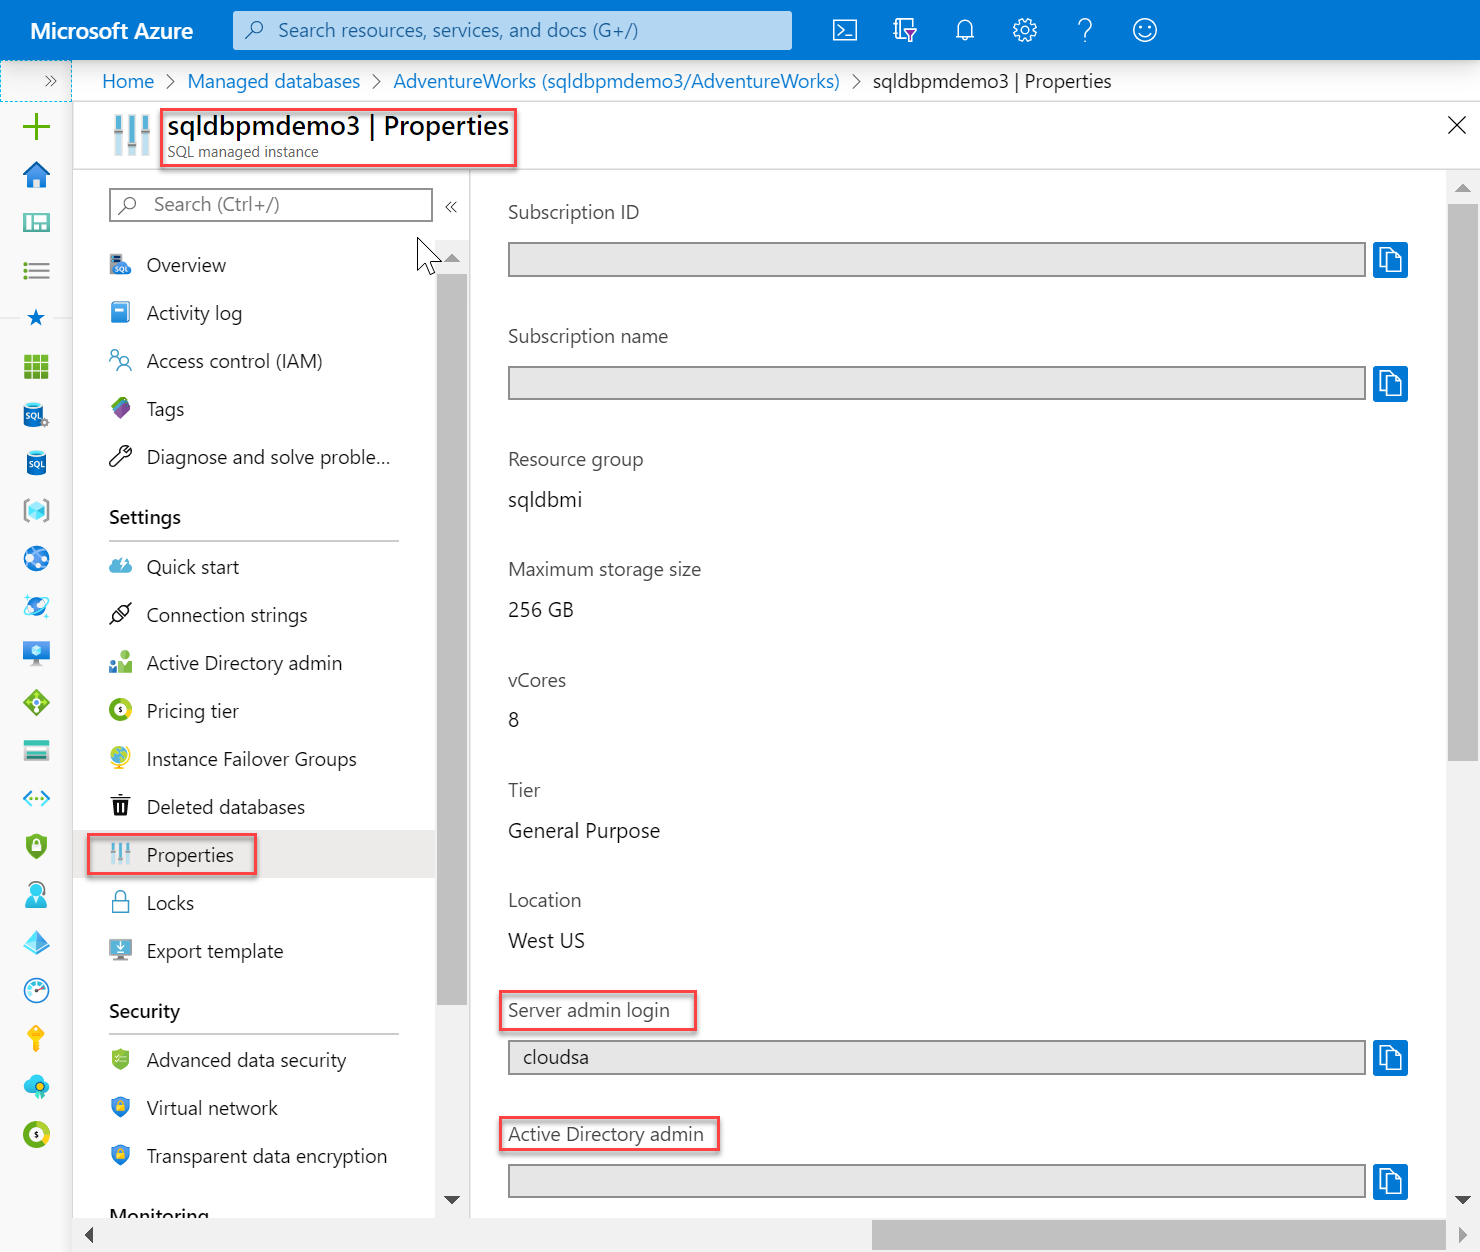 Microsoft Azure
Search resources, services, and docs (G+/)
Home > Managed databases > AdventureWorks (sqldbpmdemo3/AdventureWorks) > sqldbpmdemo3 | Properties
sqldbpmdemo3 | Properties
SQL managed instance
Search (Ctrl+/)
Overview
Activity log
Access control (IAM)
Tags
Diagnose and solve proble...
Settings
Quick start
Connection strings
Active Directory admin
Pricing tier
Instance Failover Groups
Deleted databases
Properties
Locks
Export template
Security
Advanced data security
Virtual network
Transparent data encryption
Monitoring
Subscription ID
Subscription name
Resource group
sqldbmi
Maximum storage size
256 GB
vCores
8
Tier
General Purpose
Location
West US
Server admin login
cloudsa
Active Directory admin